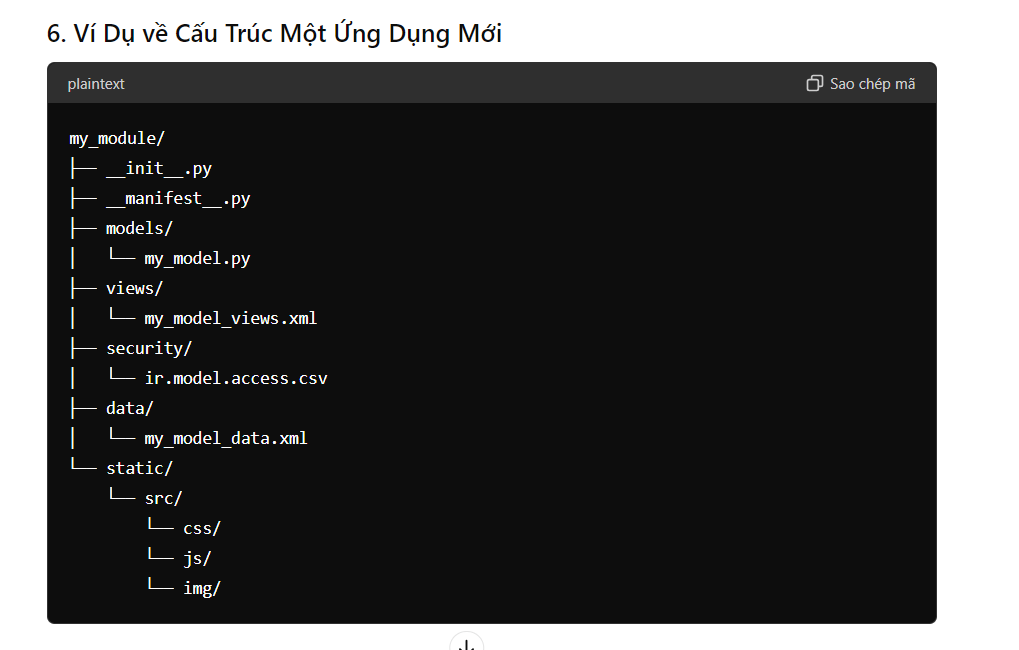 6. Ví Dụ về Cấu Trúc Một Ứng Dụng Mới
plaintext
Sao chép mã
my_module/
├── __init__.py
├── __manifest__.py
├── models/
│   └── my_model.py
├── views/
│   └── my_model_views.xml
├── security/
│   └── ir.model.access.csv
├── data/
│   └── my_model_data.xml
└── static/
    └── src/
        └── css/
        └── js/
        └── img/